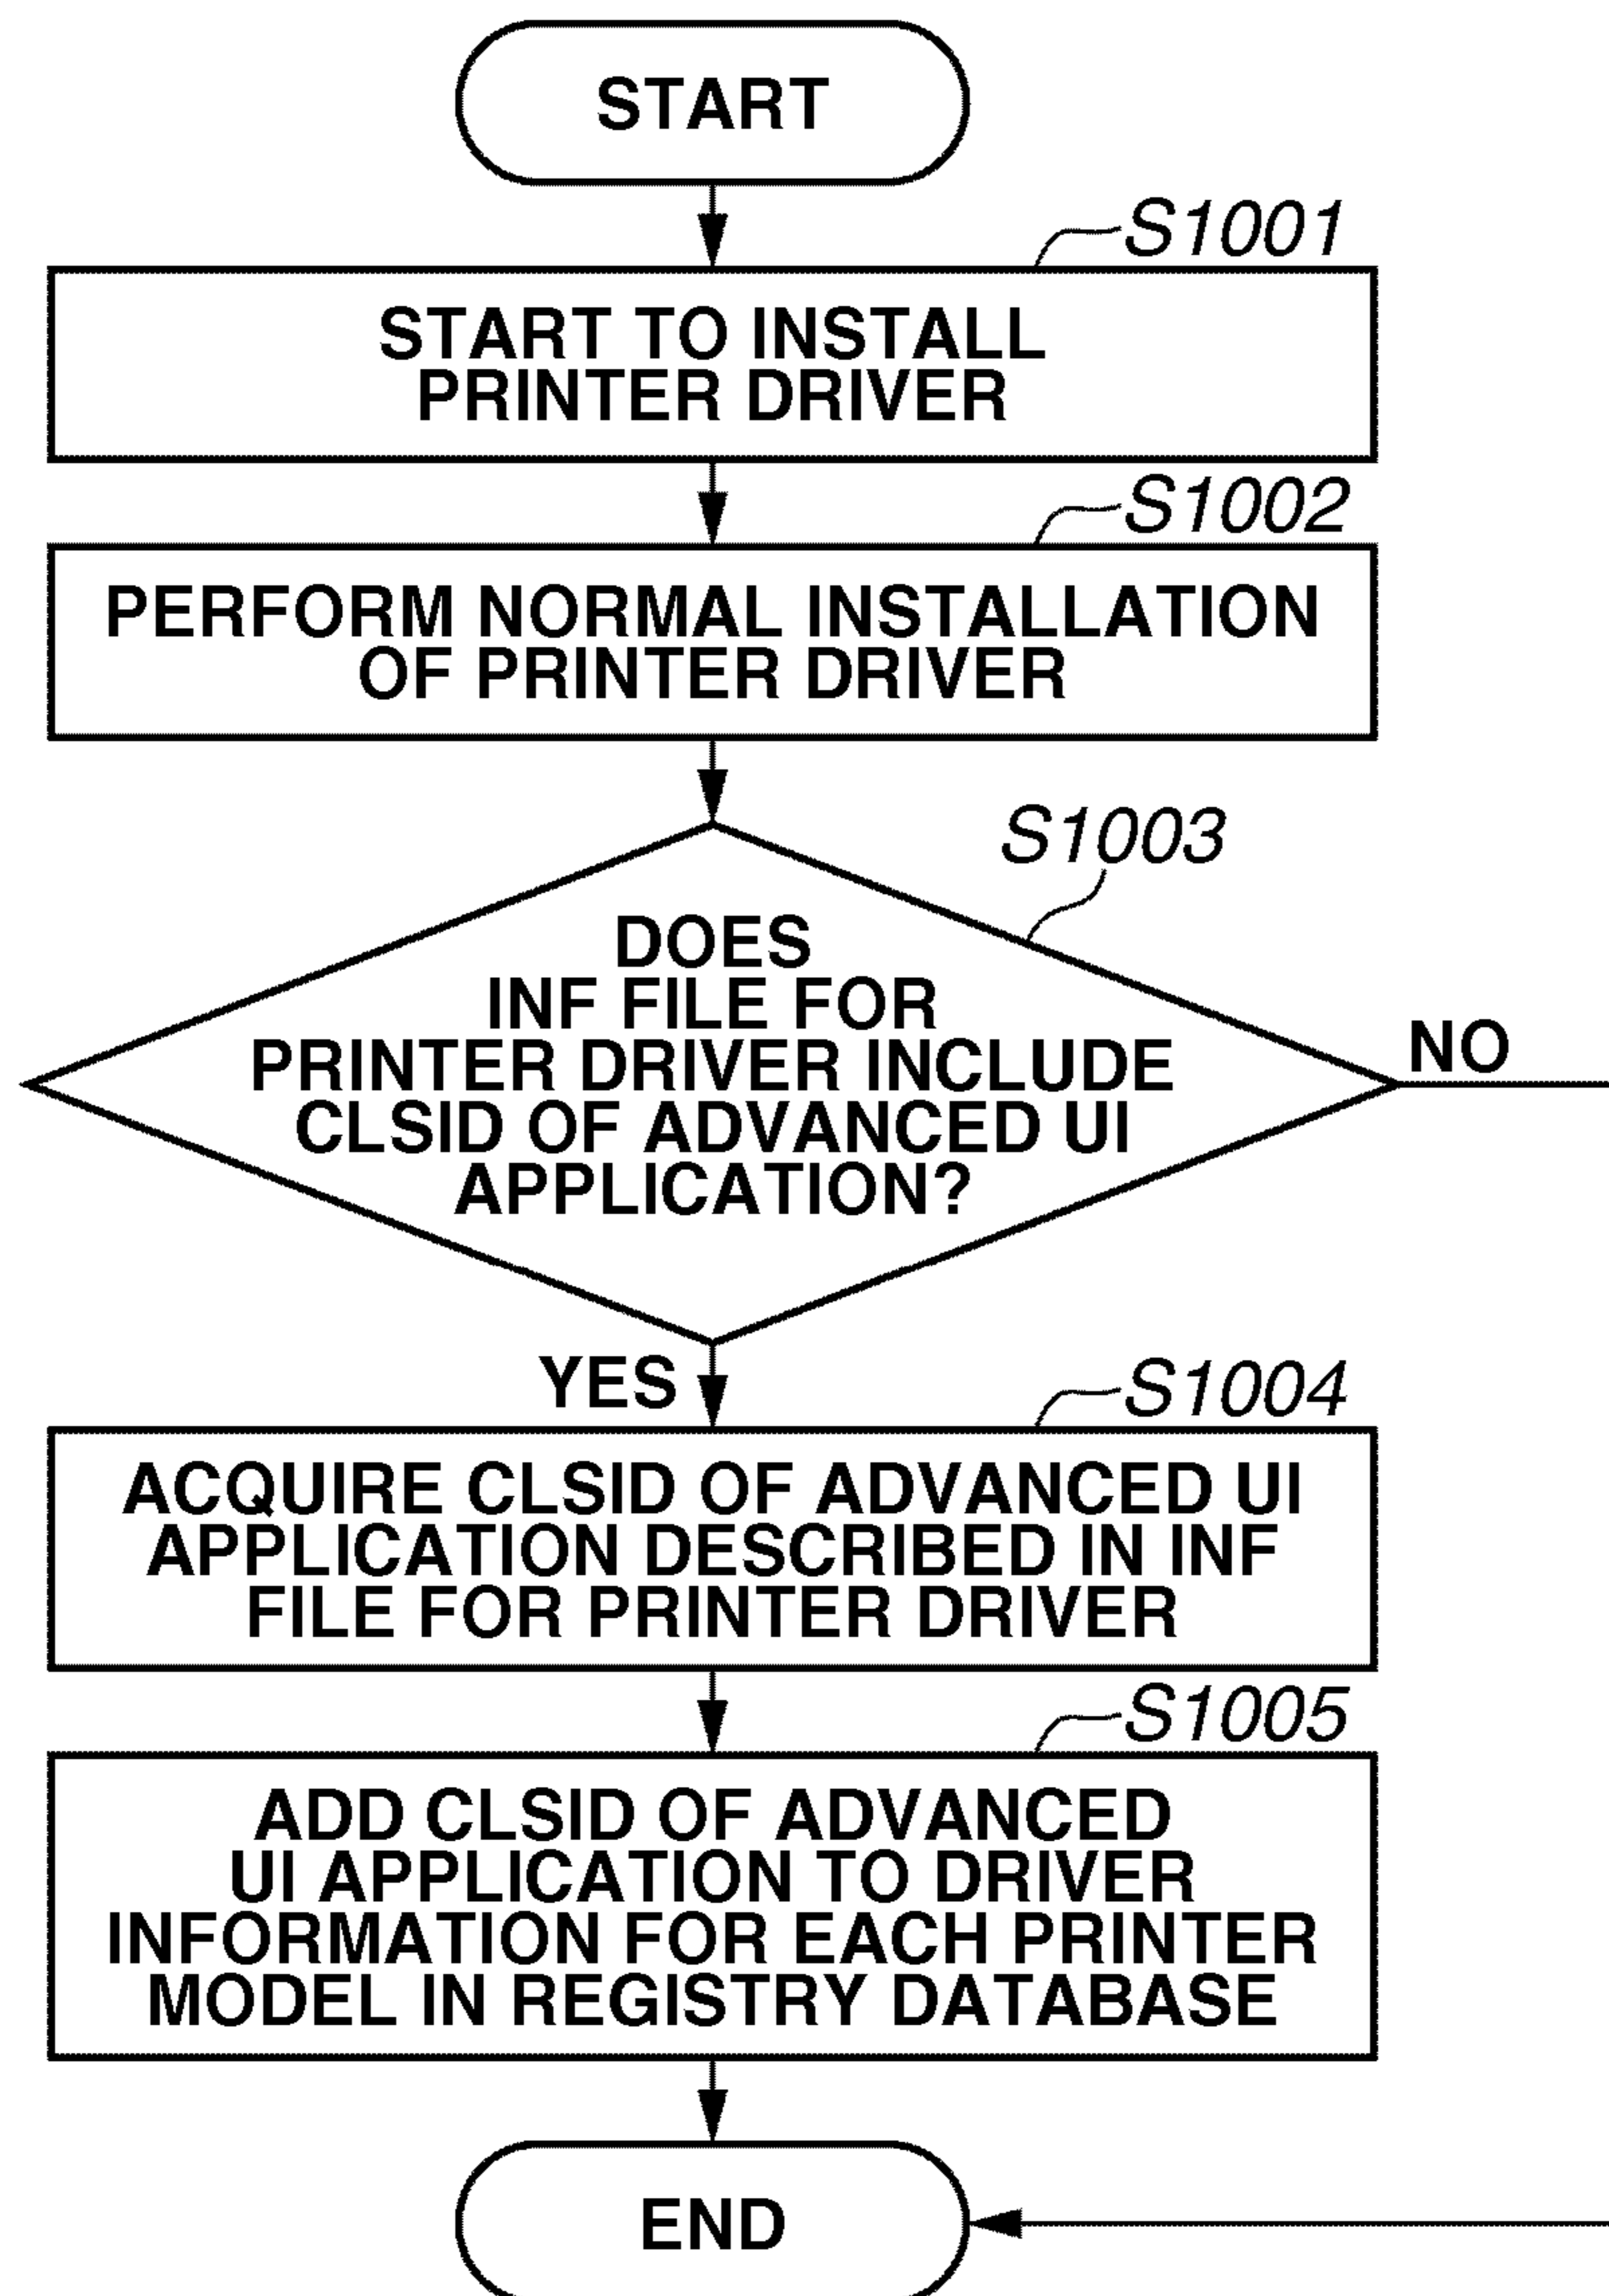 START
S1001
START TO INSTALL
PRINTER DRIVER
S1002
PERFORM NORMAL INSTALLATION
OF PRINTER DRIVER
S1003
DOES
INF FILE FOR
PRINTER DRIVER INCLUDE
CLSID OF ADVANCED UI
APPLICATION?
NO
YES
S1004
ACQUIRE CLSID OF ADVANCED UI
APPLICATION DESCRIBED IN INF
FILE FOR PRINTER DRIVER
S1005
ADD CLSID OF ADVANCED
UI APPLICATION TO DRIVER
INFORMATION FOR EACH PRINTER
MODEL IN REGISTRY DATABASE
END